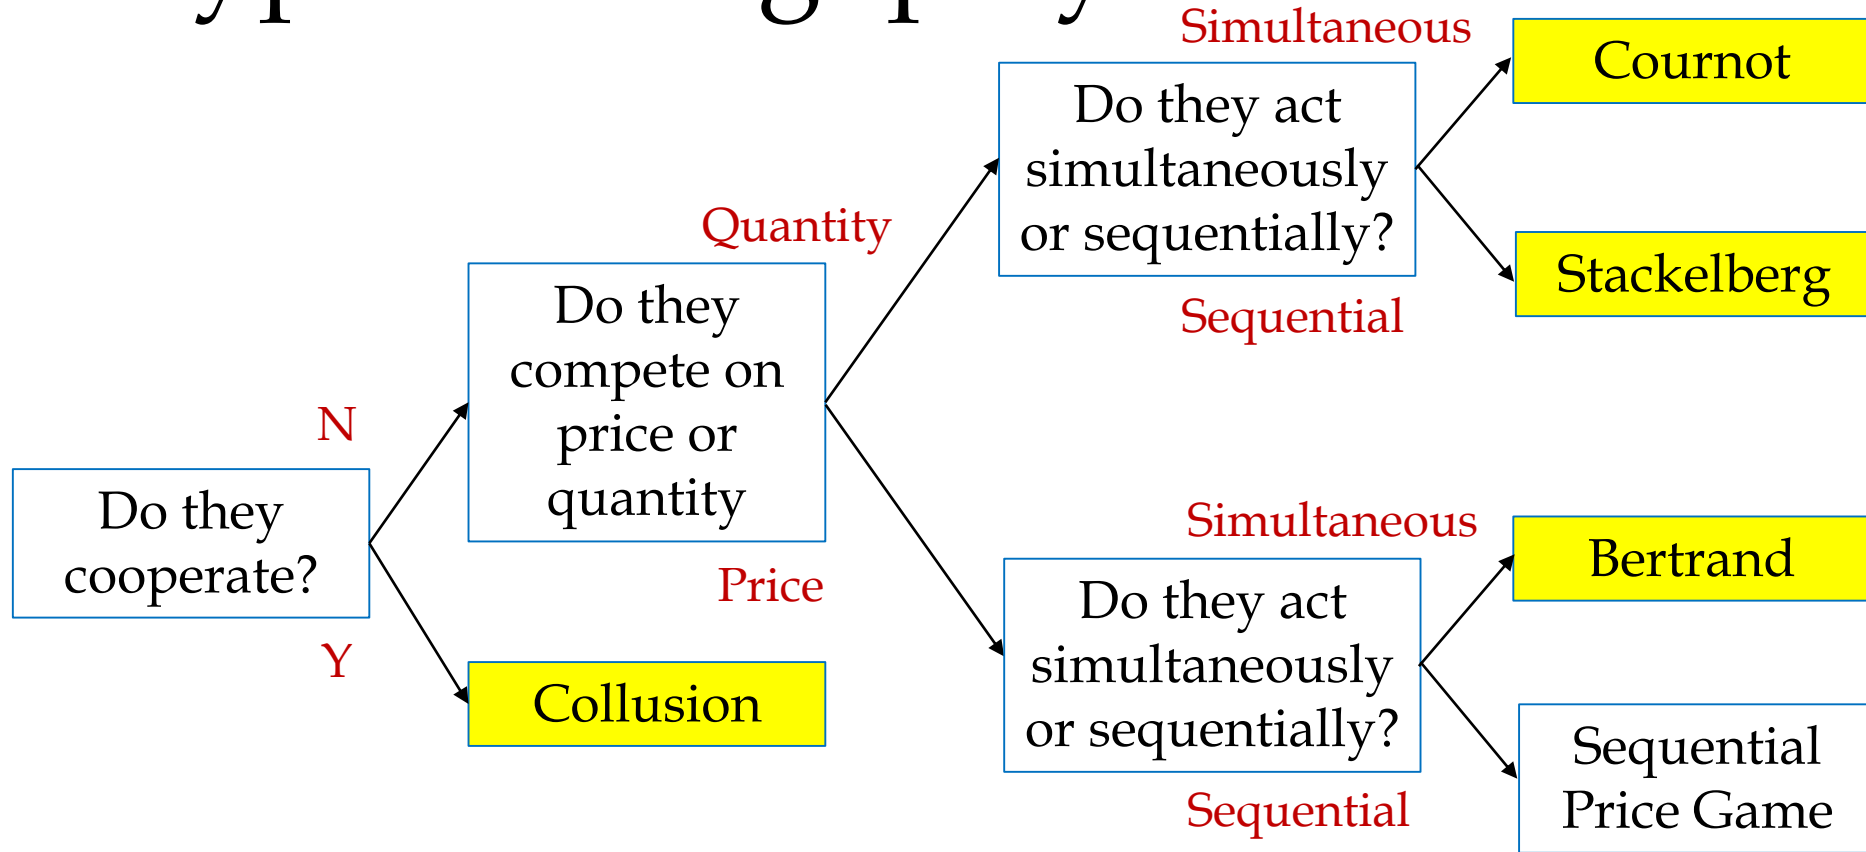 Simultaneous
Cournot
Do they act
simultaneously
or sequentially?
Quantity
Stackelberg
Sequential
Do they
compete on
price or
quantity
N
Do they
cooperate?
Simultaneous
Bertrand
Price
Do they act
simultaneously
or sequentially?
Y
Collusion
Sequential
Price Game
Sequential